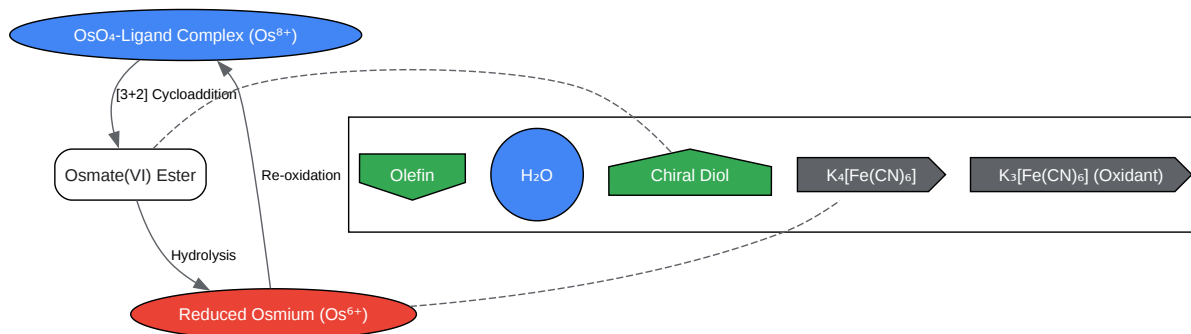 OsO₄-Ligand Complex (Os⁸⁺)
[3+2] Cycloaddition
Osmate(VI) Ester
Re-oxidation
Olefin
H₂O
Chiral Diol
K₄[Fe(CN)₆]
K₃[Fe(CN)₆] (Oxidant)
Hydrolysis
Reduced Osmium (Os⁶⁺)